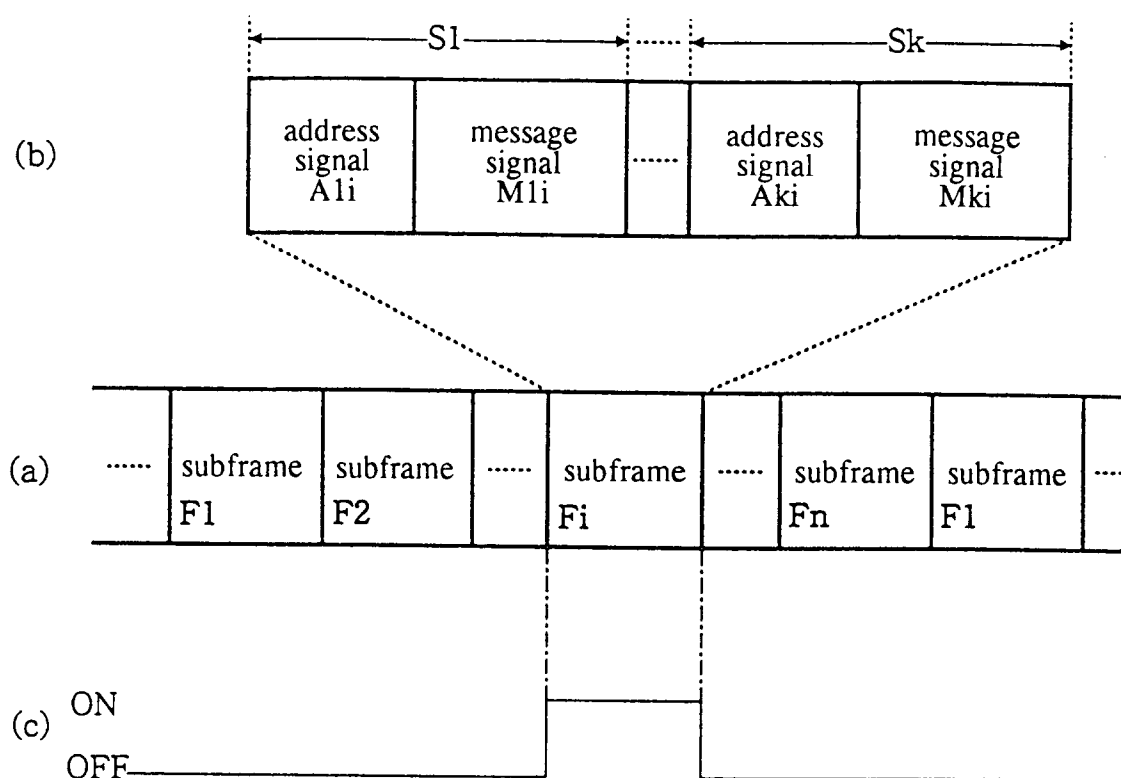 S1 ........ Sk
(b)
address signal A1i
message signal M1i
........
address signal Aki
message signal Mki
(a)
........
subframe F1
subframe F2
........
subframe Fi
........
subframe Fn
subframe F1
........
(c)
ON
OFF